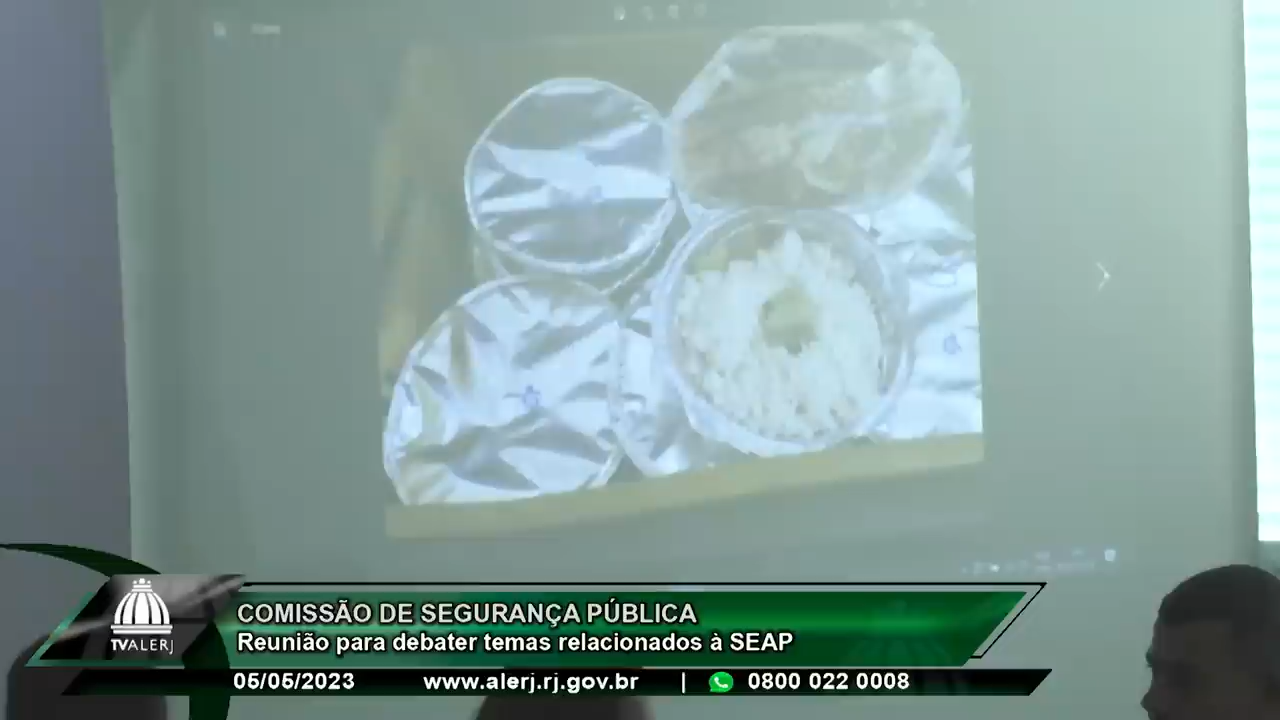 COMISSÃO DE SEGURANÇA PÚBLICA
Reunião para debater temas relacionados à SEAP
TVALERJ
05/05/2023 www.alerj.rj.gov.br | 0800 022 0008